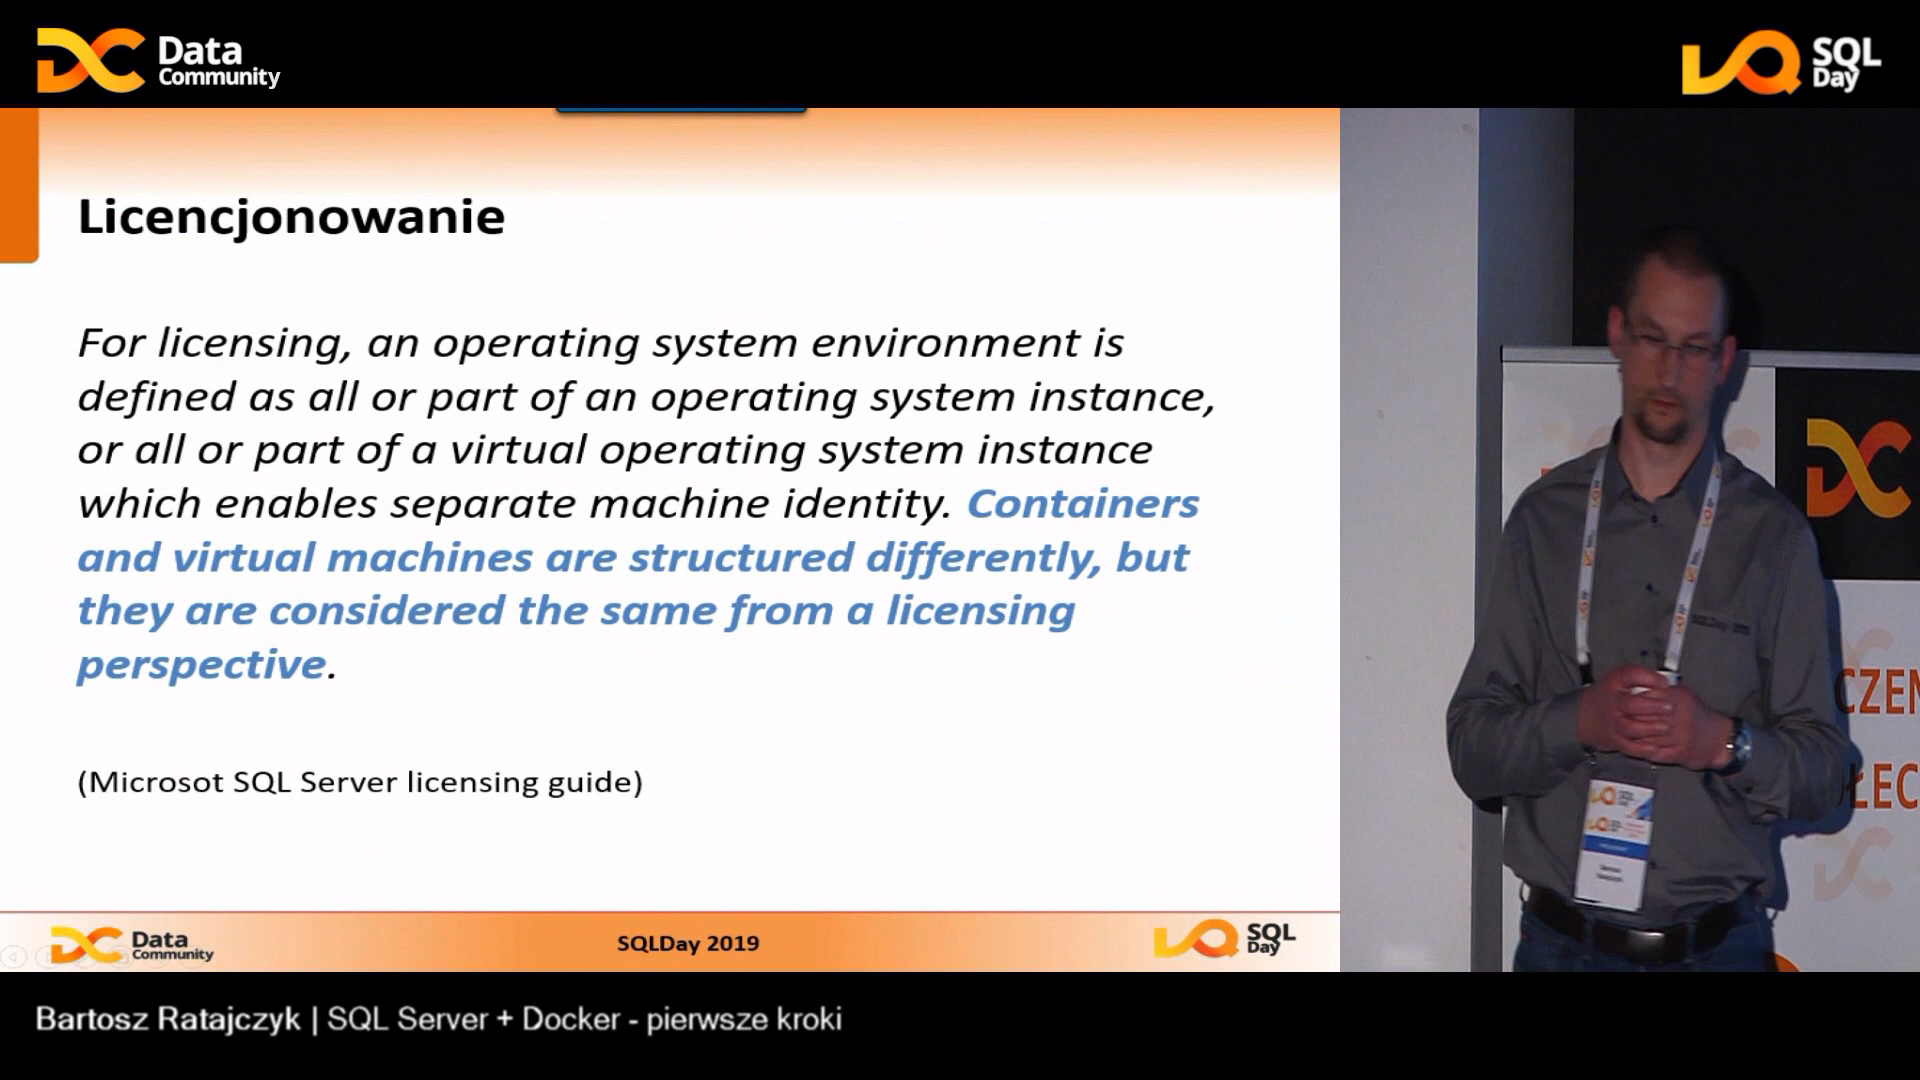 Data
Community
SQL
Day
Licencjonowanie
For licensing, an operating system environment is
defined as all or part of an operating system instance,
or all or part of a virtual operating system instance
which enables separate machine identity. Containers
and virtual machines are structured differently, but
they are considered the same from a licensing
perspective.
(Microsot SQL Server licensing guide)
Data
Community
SQLDay 2019
SQL
Day
CZEN
ŁEC
Bartosz Ratajczyk | SQL Server + Docker - pierwsze kroki